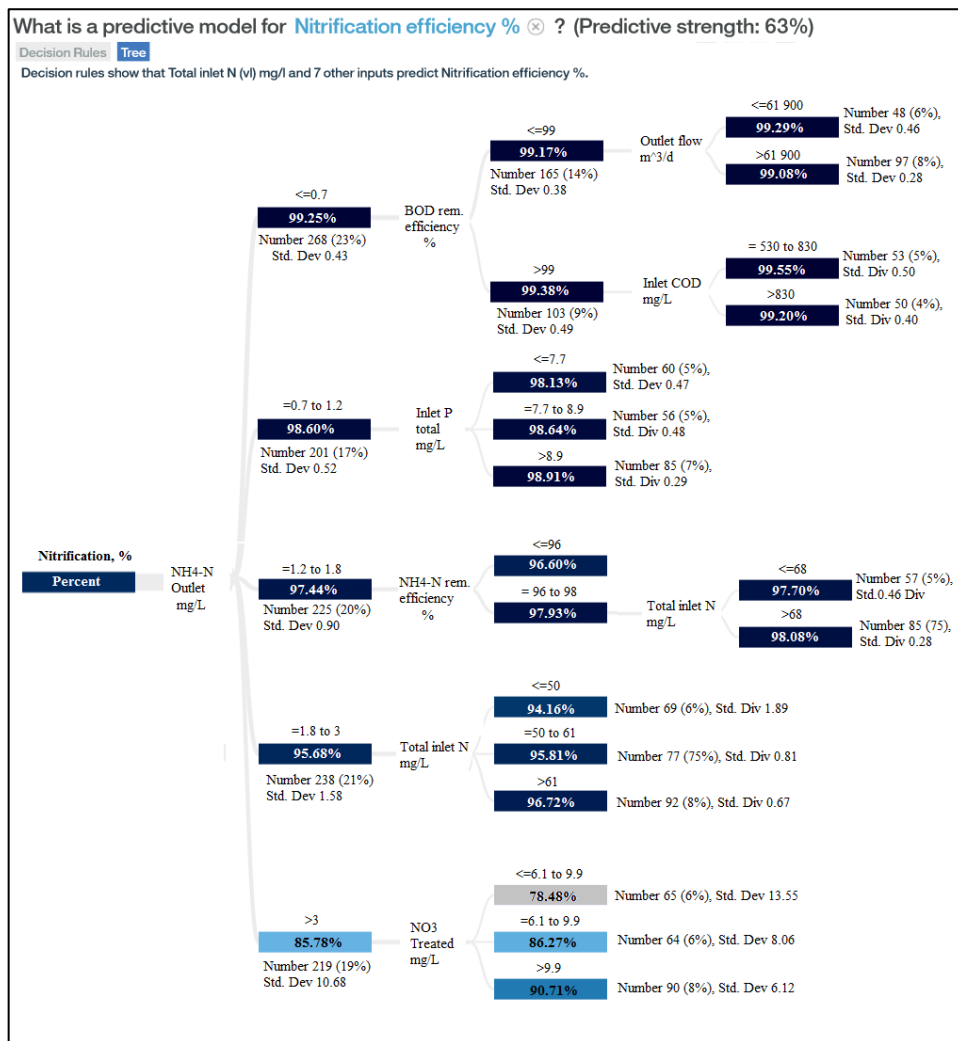 What is a predictive model for Nitrification efficiency % ? (Predictive strength: 63%)
Decision Rules Tree
Decision rules show that Total inlet N (vl) mg/l and 7 other inputs predict Nitrification efficiency %.
Nitrification, %
Percent
NH4-N
Outlet
mg/L
<=0.7
99.25%
Number 268 (23%)
Std. Dev 0.43
BOD rem.
efficiency
%
<=99
99.17%
Number 165 (14%)
Std. Dev 0.38
Outlet flow
m^3/d
<=61 900
99.29%
Number 48 (6%),
Std. Dev 0.46
>61 900
99.08%
Number 97 (8%),
Std. Dev 0.28
>99
99.38%
Number 103 (9%)
Std. Dev 0.49
Inlet COD
mg/L
= 530 to 830
99.55%
Number 53 (5%),
Std. Div 0.50
>830
99.20%
Number 50 (4%),
Std. Div 0.40
=0.7 to 1.2
98.60%
Number 201 (17%)
Std. Dev 0.52
Inlet P
total
mg/L
<=7.7
98.13%
Number 60 (5%),
Std. Dev 0.47
=7.7 to 8.9
98.64%
Number 56 (5%),
Std. Div 0.48
>8.9
98.91%
Number 85 (7%),
Std. Div 0.29
=1.2 to 1.8
97.44%
Number 225 (20%)
Std. Dev 0.90
NH4-N rem.
efficiency
%
<=96
96.60%
= 96 to 98
97.93%
Total inlet N
mg/L
<=68
97.70%
Number 57 (5%),
Std.0.46 Div
>68
98.08%
Number 85 (75),
Std. Div 0.28
=1.8 to 3
95.68%
Number 238 (21%)
Std. Dev 1.58
Total inlet N
mg/L
<=50
94.16%
Number 69 (6%), Std. Div 1.89
=50 to 61
95.81%
Number 77 (75%), Std. Div 0.81
>61
96.72%
Number 92 (8%), Std. Div 0.67
>3
85.78%
Number 219 (19%)
Std. Dev 10.68
NO3
Treated
mg/L
<=6.1 to 9.9
78.48%
Number 65 (6%), Std. Dev 13.55
=6.1 to 9.9
86.27%
Number 64 (6%), Std. Dev 8.06
>9.9
90.71%
Number 90 (8%), Std. Dev 6.12